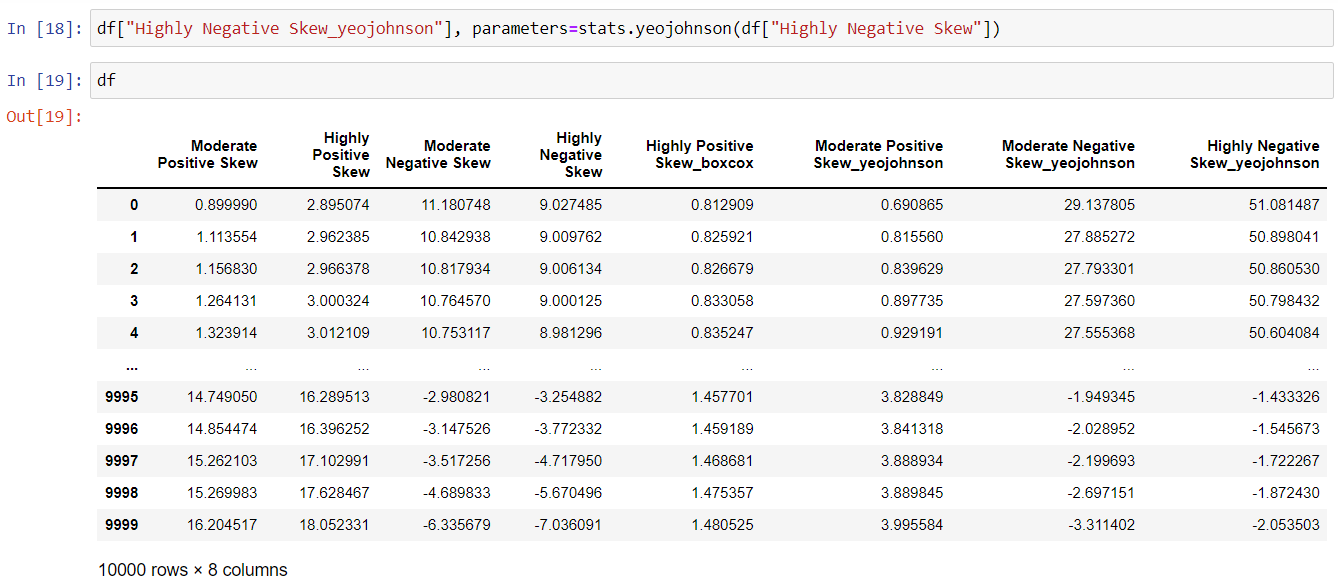 In [18]: df["Highly Negative Skew_yeojohnson"], parameters=stats.yeojohnson(df["Highly Negative Skew"])
In [19]: df
Out[19]:
Moderate Positive Skew Highly Positive Skew Moderate Negative Skew Highly Negative Skew Highly Positive Skew_boxcox Moderate Positive Skew_yeojohnson Moderate Negative Skew_yeojohnson Highly Negative Skew_yeojohnson
0 0.899990 2.895074 11.180748 9.027485 0.812909 0.690865 29.137805 51.081487
1 1.113554 2.962385 10.842938 9.009762 0.825921 0.815560 27.885272 50.898041
2 1.156830 2.966378 10.817934 9.006134 0.826679 0.839629 27.793301 50.860530
3 1.264131 3.000324 10.764570 9.000125 0.833058 0.897735 27.597360 50.798432
4 1.323914 3.012109 10.753117 8.981296 0.835247 0.929191 27.555368 50.604084
... ... ... ... ... ... ... ... ...
9995 14.749050 16.289513 -2.980821 -3.254882 1.457701 3.828849 -1.949345 -1.433326
9996 14.854474 16.396252 -3.147526 -3.772332 1.459189 3.841318 -2.028952 -1.545673
9997 15.262103 17.102991 -3.517256 -4.717950 1.468681 3.888934 -2.199693 -1.722267
9998 15.269983 17.628467 -4.689833 -5.670496 1.475357 3.889845 -2.697151 -1.872430
9999 16.204517 18.052331 -6.335679 -7.036091 1.480525 3.995584 -3.311402 -2.053503
10000 rows × 8 columns